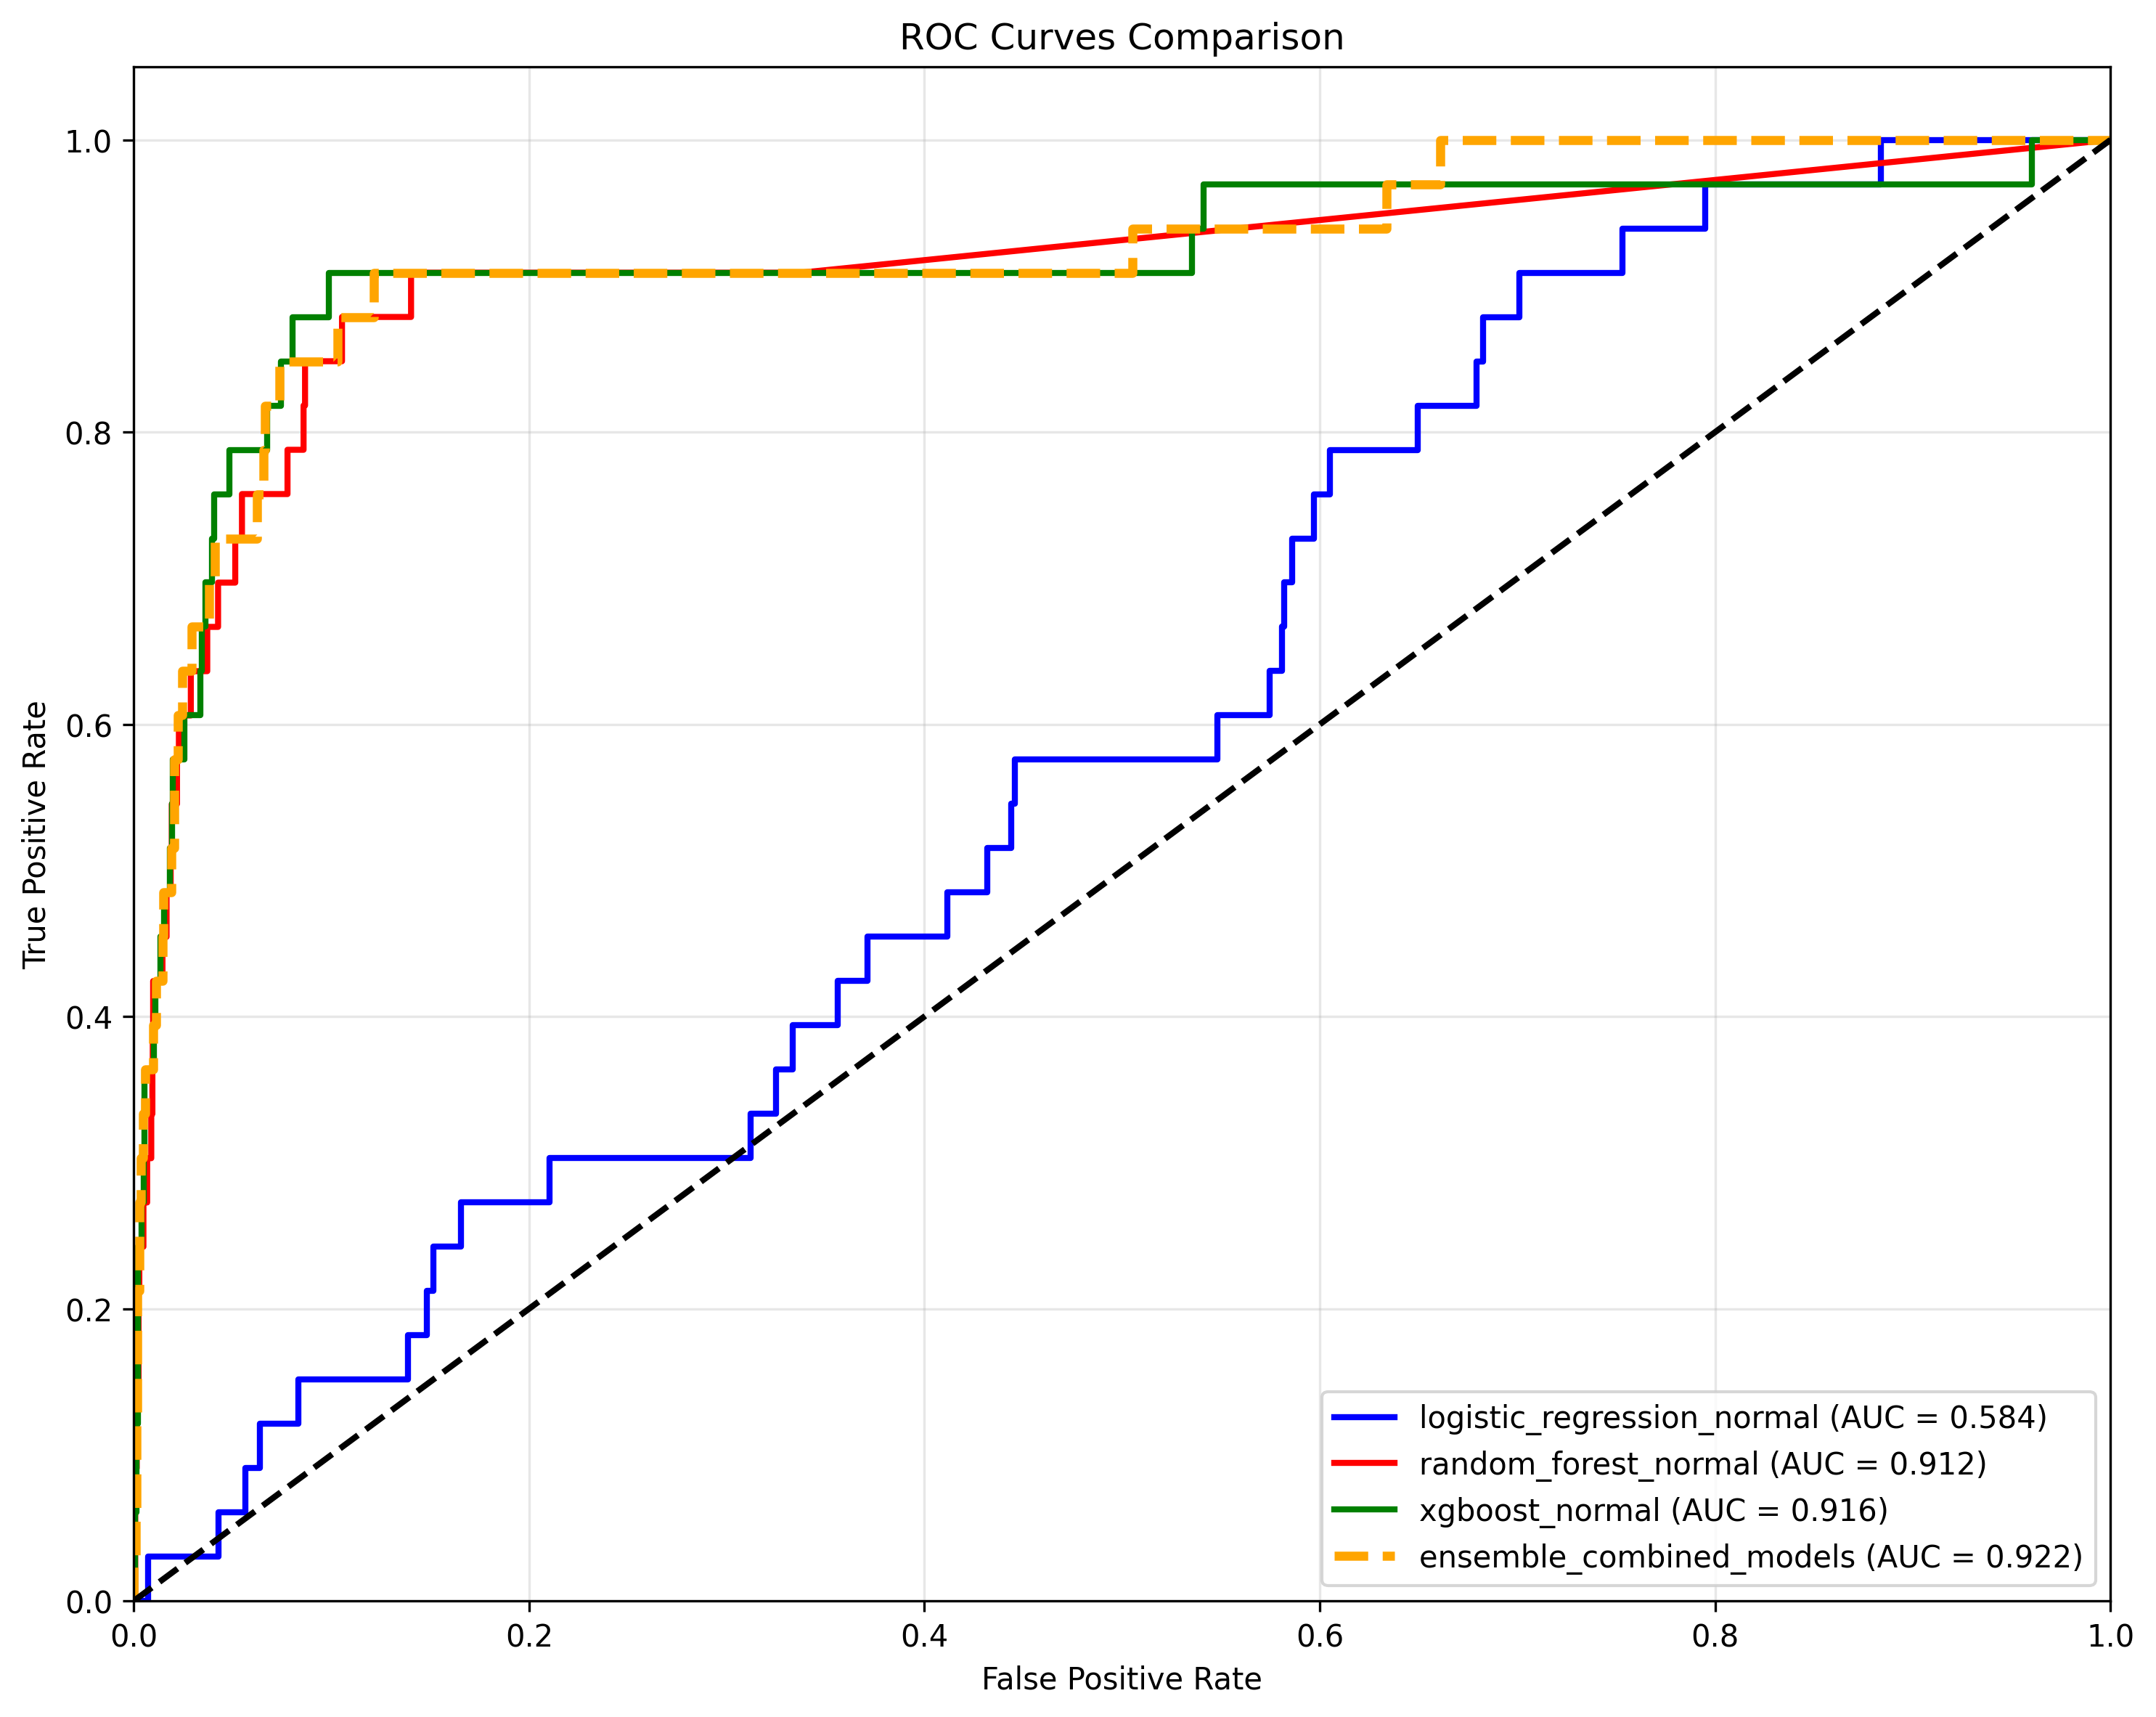 ROC Curves Comparison
1.0
0.8
0.6
0.4
0.2
0.0
True Positive Rate
0.0 0.2 0.4 0.6 0.8 1.0
False Positive Rate
logistic_regression_normal (AUC = 0.584)
random_forest_normal (AUC = 0.912)
xgboost_normal (AUC = 0.916)
ensemble_combined_models (AUC = 0.922)